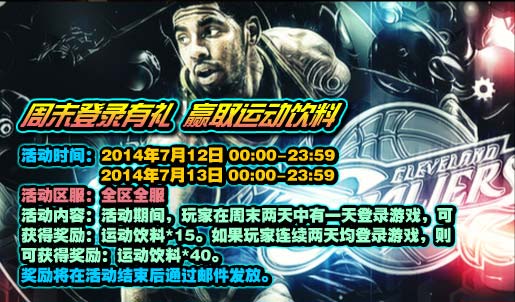 周末登录有礼 赢取运动饮料
活动时间：2014年7月12日 00:00-23:59
2014年7月13日 00:00-23:59
活动区服：全区全服
活动内容：活动期间，玩家在周末两天中有一天登录游戏，可
获得奖励：运动饮料*15。如果玩家连续两天均登录游戏，则
可获得奖励：运动饮料*40。
奖励将在活动结束后通过邮件发放。
CLEVELAND
CAVALIERS